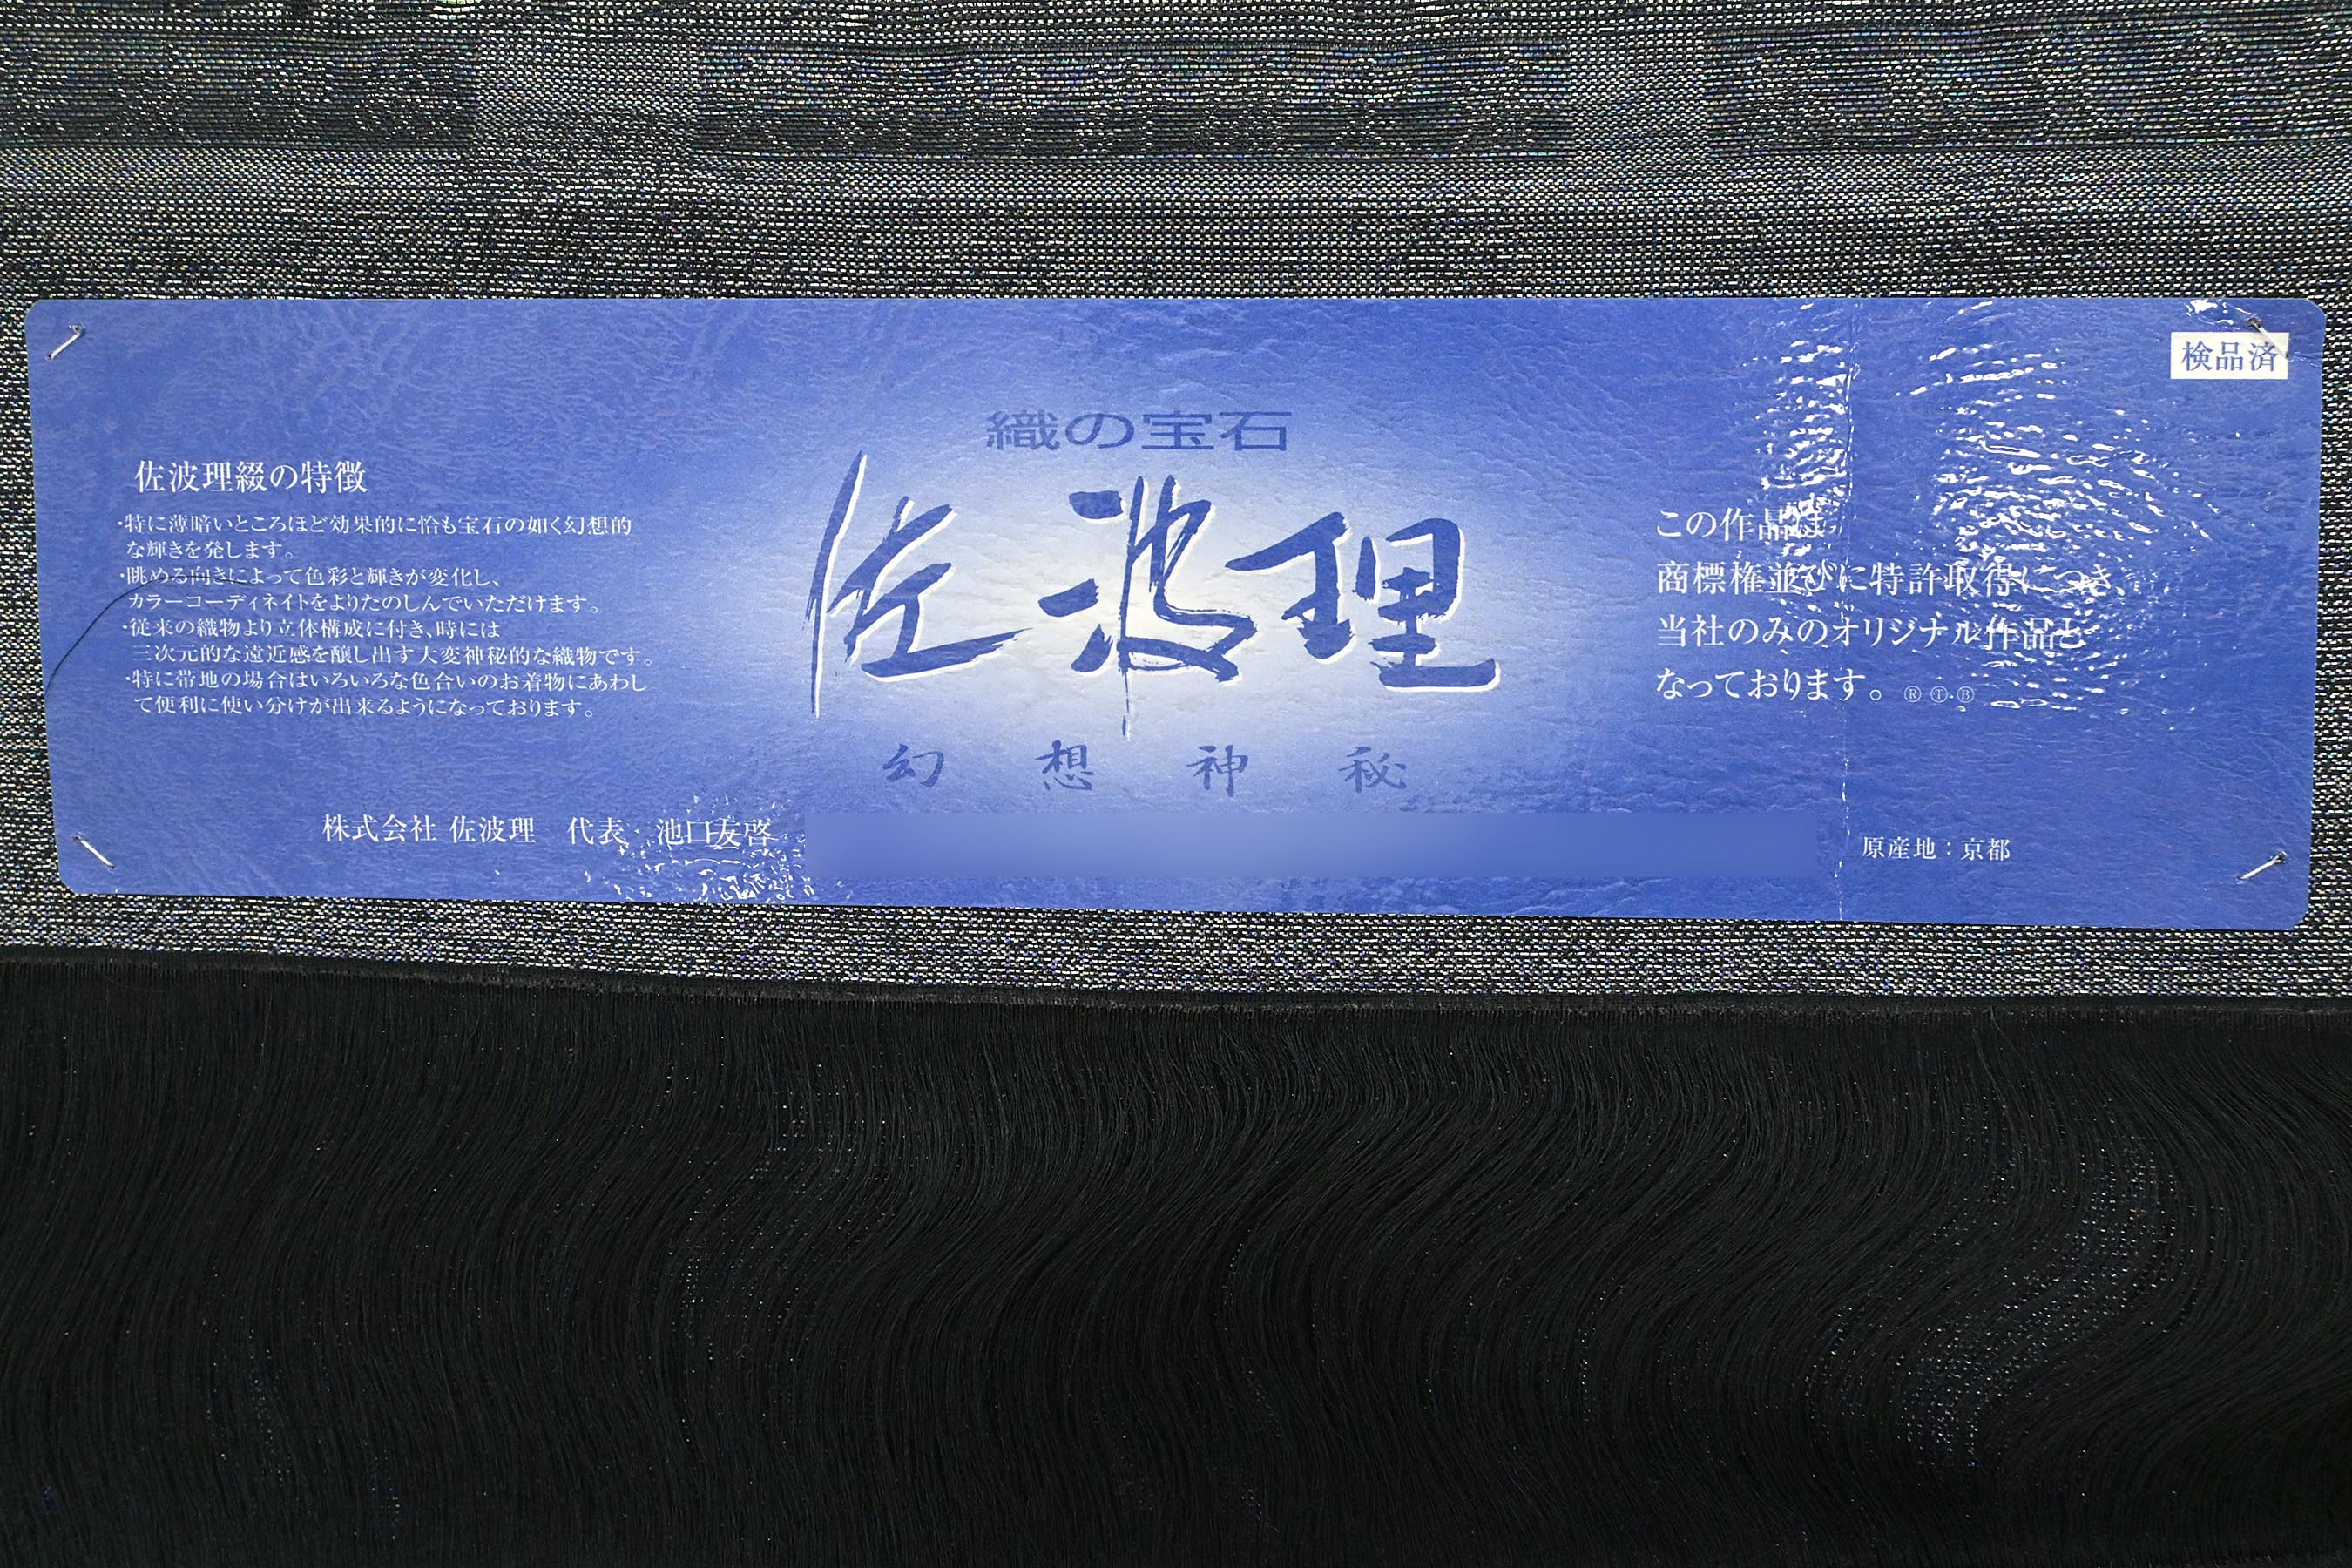 検品済
織の宝石
佐波理
幻想神秘
佐波理綴の特徴
・特に薄暗いところほど効果的に恰も宝石の如く幻想的
な輝きを発します。
・眺める向きによって色彩と輝きが変化し、
カラーコーディネイトをよりたのしんでいただけます。
・従来の織物より立体構成に付き、時には
三次元的な遠近感を醸し出す大変神秘的な織物です。
・特に帯地の場合はいろいろな色合いのお着物にあわし
て便利に使い分けが出来るようになっております。
この作品は
商標権並びに特許取得につき、
当社のみのオリジナル作品と
なっております。Ⓡ Ⓣ・Ⓑ
株式会社 佐波理 代表 池口友啓
原産地：京都